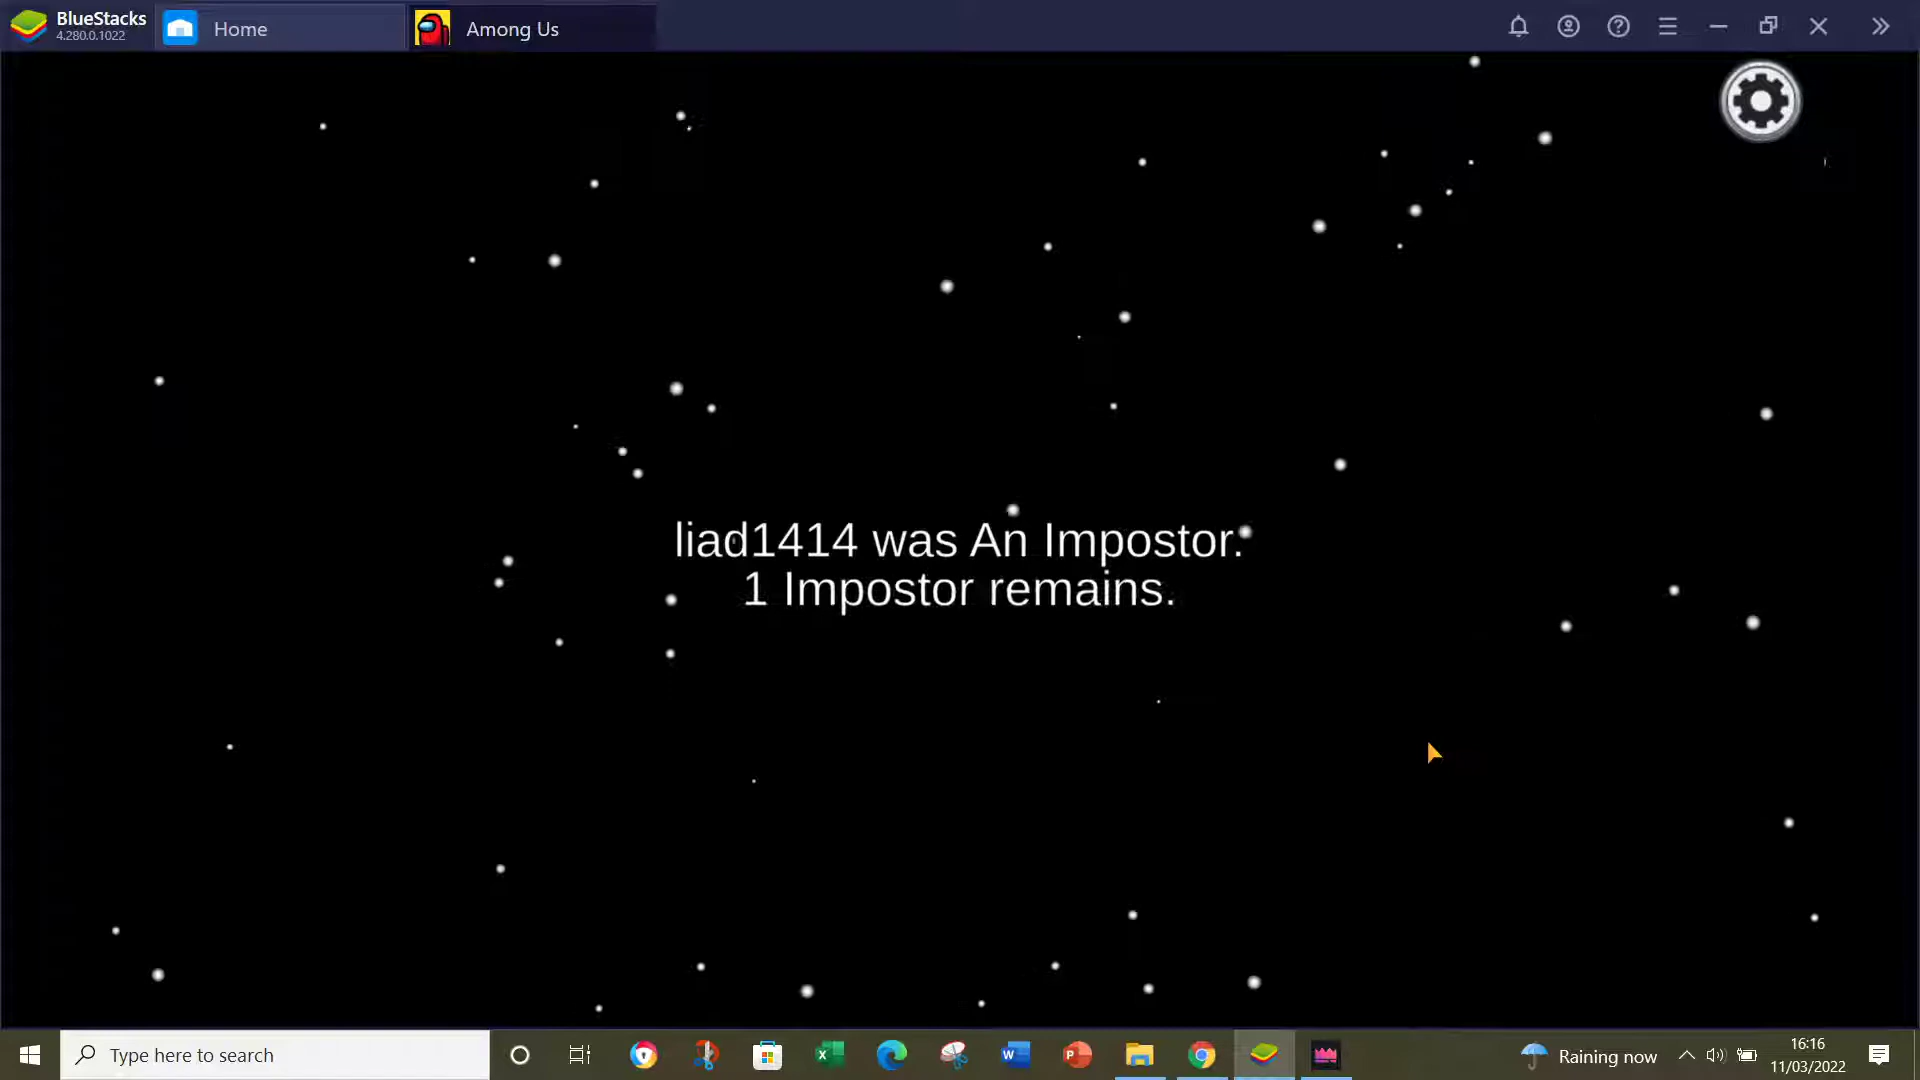 BlueStacks
4.280.0.1022
Home
Among Us
liad1414 was An Impostor.
1 Impostor remains.
Type here to search
Raining now
16:16
11/03/2022